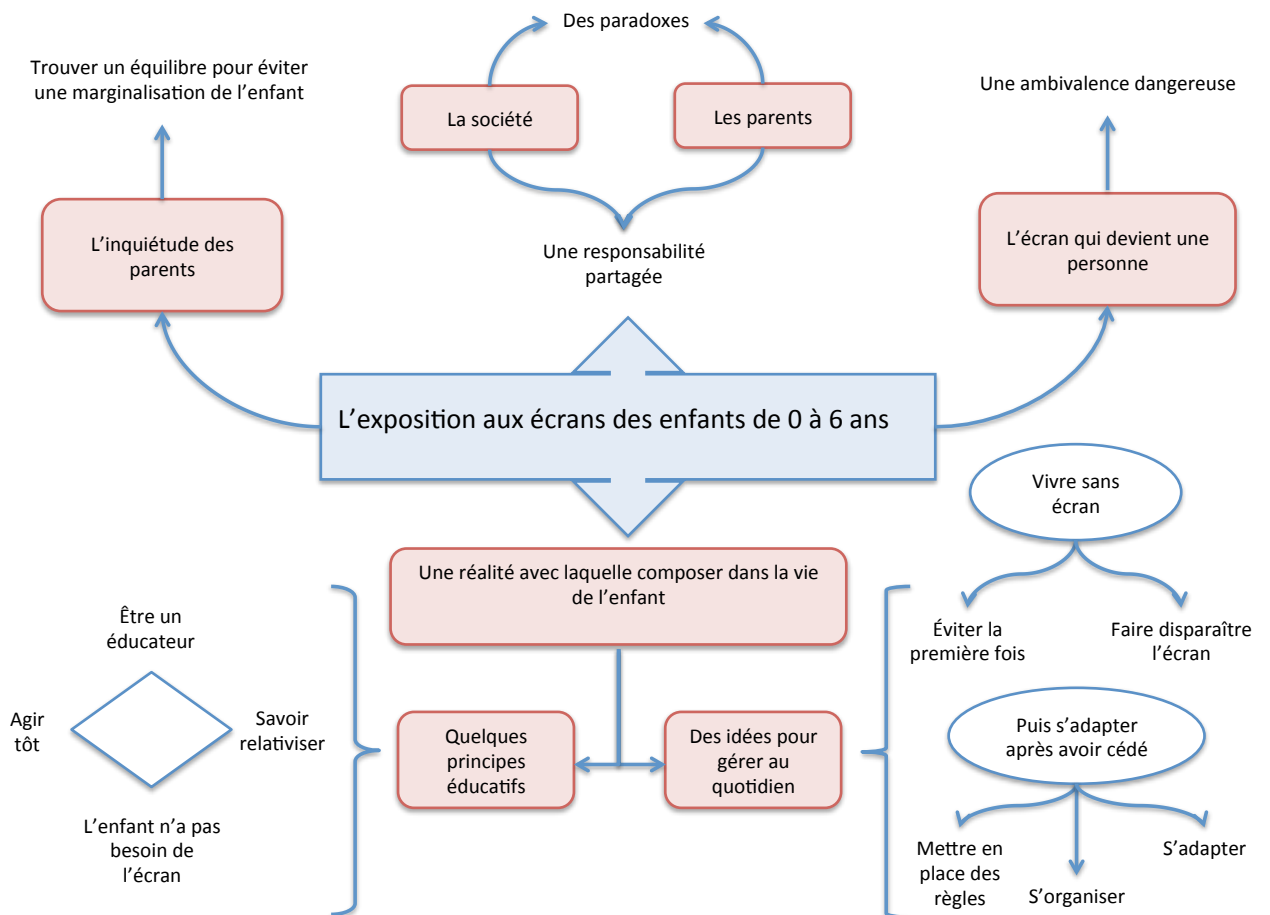 Des paradoxes
Trouver un équilibre pour éviter
une marginalisation de l’enfant
Une ambivalence dangereuse
La société
Les parents
L’inquiétude des
parents
Une responsabilité
partagée
L’écran qui devient une
personne
L’exposition aux écrans des enfants de 0 à 6 ans
Vivre sans
écran
Éviter la
première fois
Faire disparaître
l’écran
Une réalité avec laquelle composer dans la vie
de l’enfant
Être un
éducateur
Agir
tôt
Savoir
relativiser
L’enfant n’a pas
besoin de
l’écran
Quelques
principes
éducatifs
Des idées pour
gérer au
quotidien
Puis s’adapter
après avoir cédé
Mettre en
place des
règles
S’organiser
S’adapter